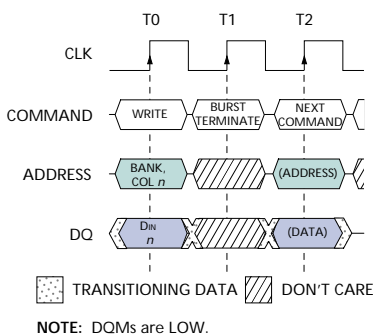 T0 T1 T2
CLK
COMMAND WRITE BURST TERMINATE NEXT COMMAND
ADDRESS BANK, COL n (ADDRESS)
DQ DIN n (DATA)
TRANSITIONING DATA DON'T CARE
NOTE: DQMs are LOW.